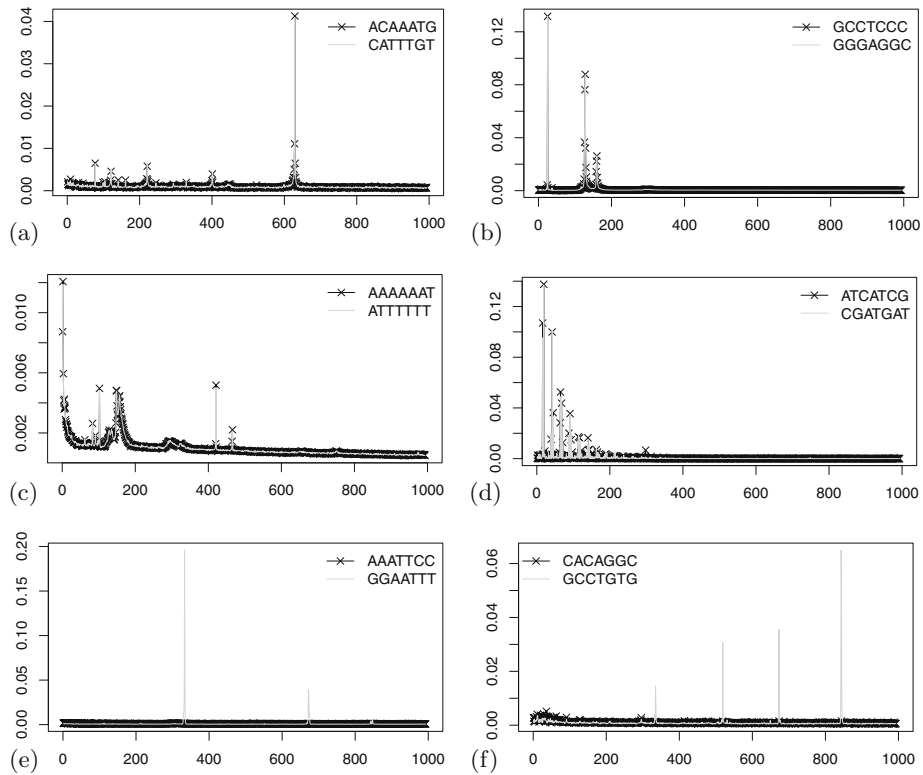 ACAAATG
CATTTGT
0.00 0.01 0.02 0.03 0.04
0 200 400 600 800 1000
(a)
GCCTCCC
GGGAGGC
0.00 0.04 0.08 0.12
0 200 400 600 800 1000
(b)
AAAAAAT
ATTTTTT
0.002 0.006 0.010
0 200 400 600 800 1000
(c)
ATCATCG
CGATGAT
0.00 0.04 0.08 0.12
0 200 400 600 800 1000
(d)
AAATTCC
GGAATTT
0.00 0.05 0.10 0.15 0.20
0 200 400 600 800 1000
(e)
CACAGGC
GCCTGTG
0.00 0.02 0.04 0.06
0 200 400 600 800 1000
(f)